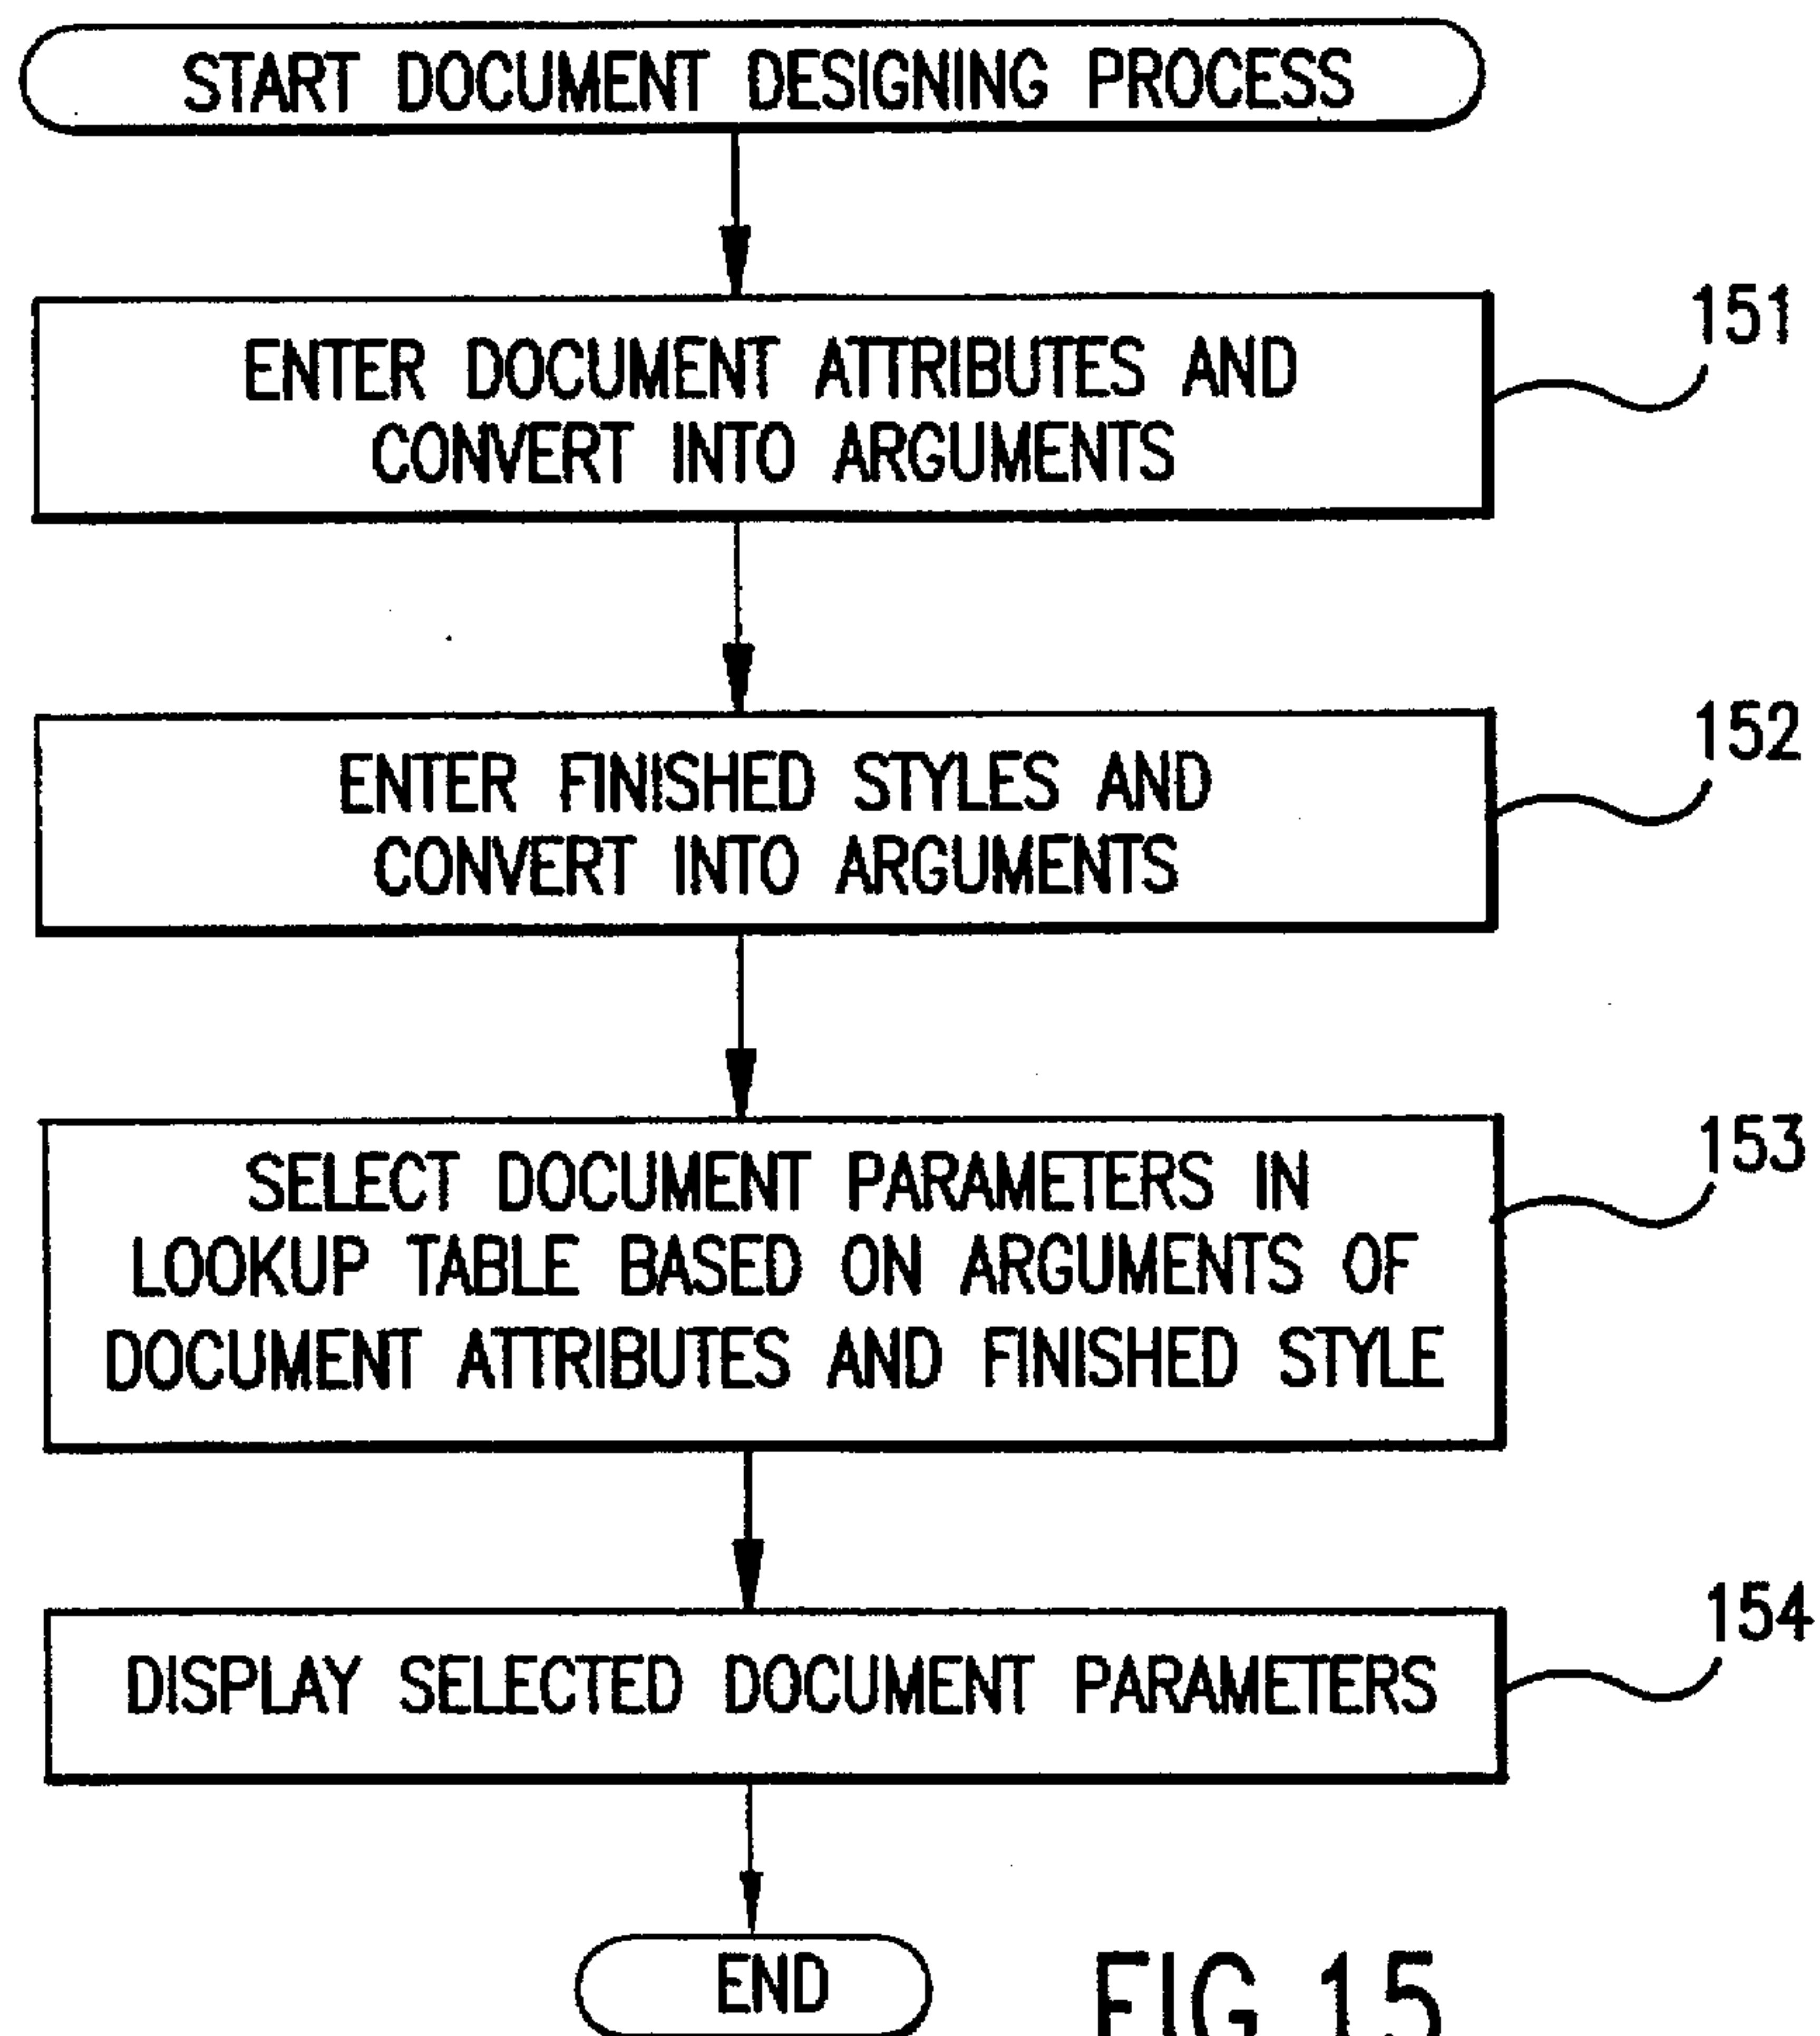 START DOCUMENT DESIGNING PROCESS
151
ENTER DOCUMENT ATTRIBUTES AND
CONVERT INTO ARGUMENTS
152
ENTER FINISHED STYLES AND
CONVERT INTO ARGUMENTS
153
SELECT DOCUMENT PARAMETERS IN
LOOKUP TABLE BASED ON ARGUMENTS OF
DOCUMENT ATTRIBUTES AND FINISHED STYLE
154
DISPLAY SELECTED DOCUMENT PARAMETERS
END
FIG 15